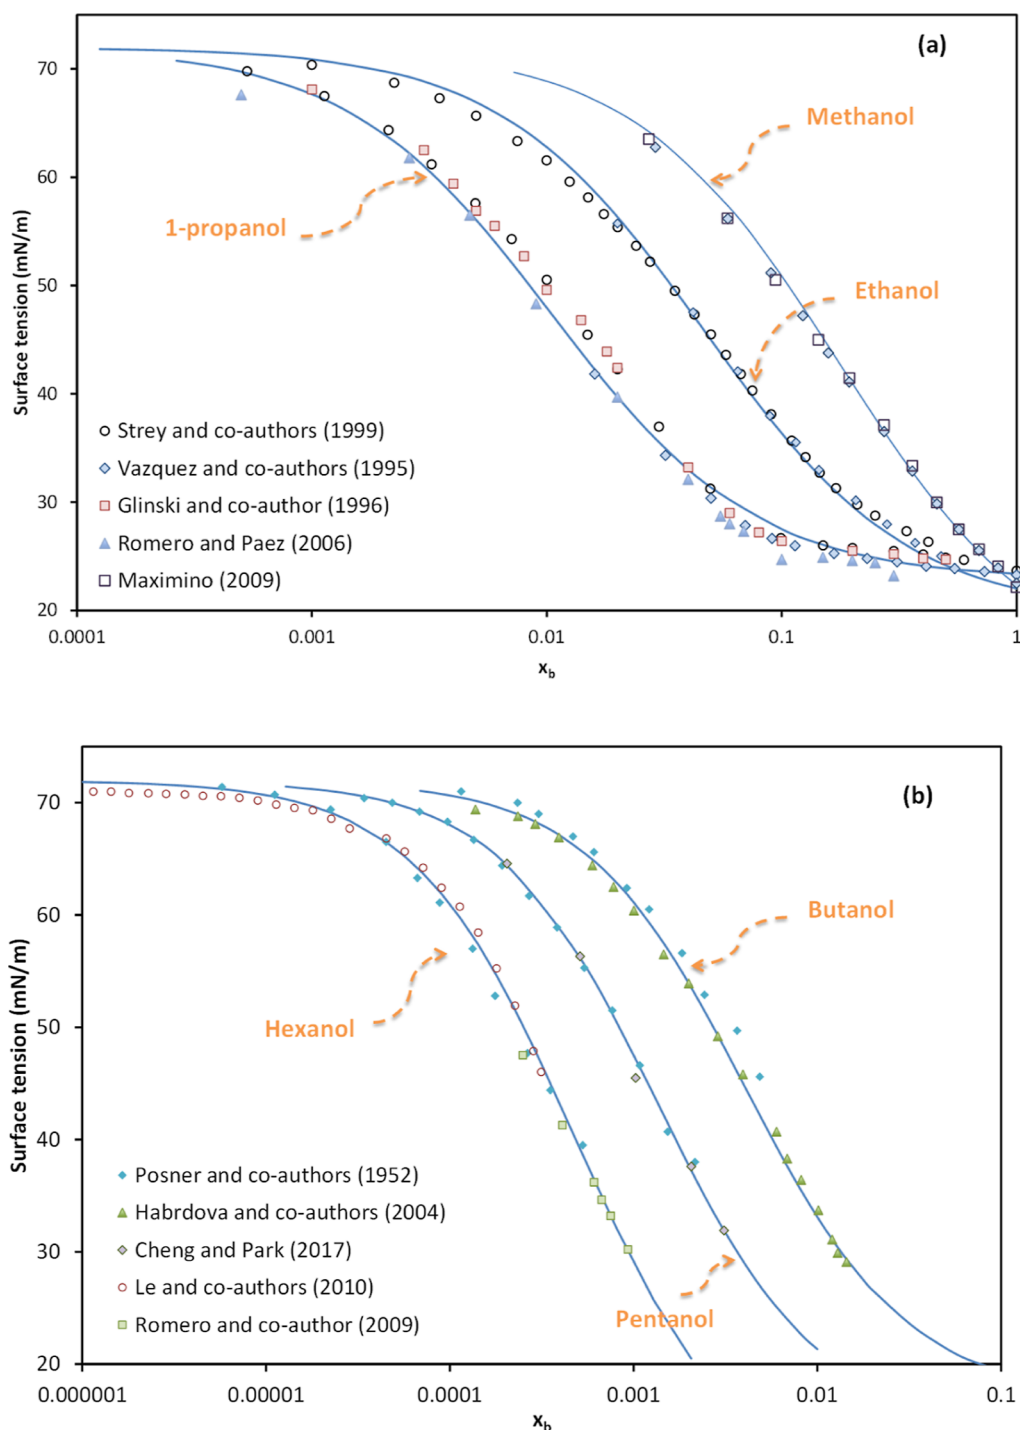 (a)
70
60
50
40
30
20
Surface tension (mN/m)
Methanol
1-propanol
Ethanol
Strey and co-authors (1999)
Vazquez and co-authors (1995)
Glinski and co-author (1996)
Romero and Paez (2006)
Maximino (2009)
0.0001 0.001 0.01 0.1 1
x_b
(b)
70
60
50
40
30
20
Surface tension (mN/m)
Butanol
Hexanol
Pentanol
Posner and co-authors (1952)
Habrdova and co-authors (2004)
Cheng and Park (2017)
Le and co-authors (2010)
Romero and co-author (2009)
0.000001 0.00001 0.0001 0.001 0.01 0.1
x_b